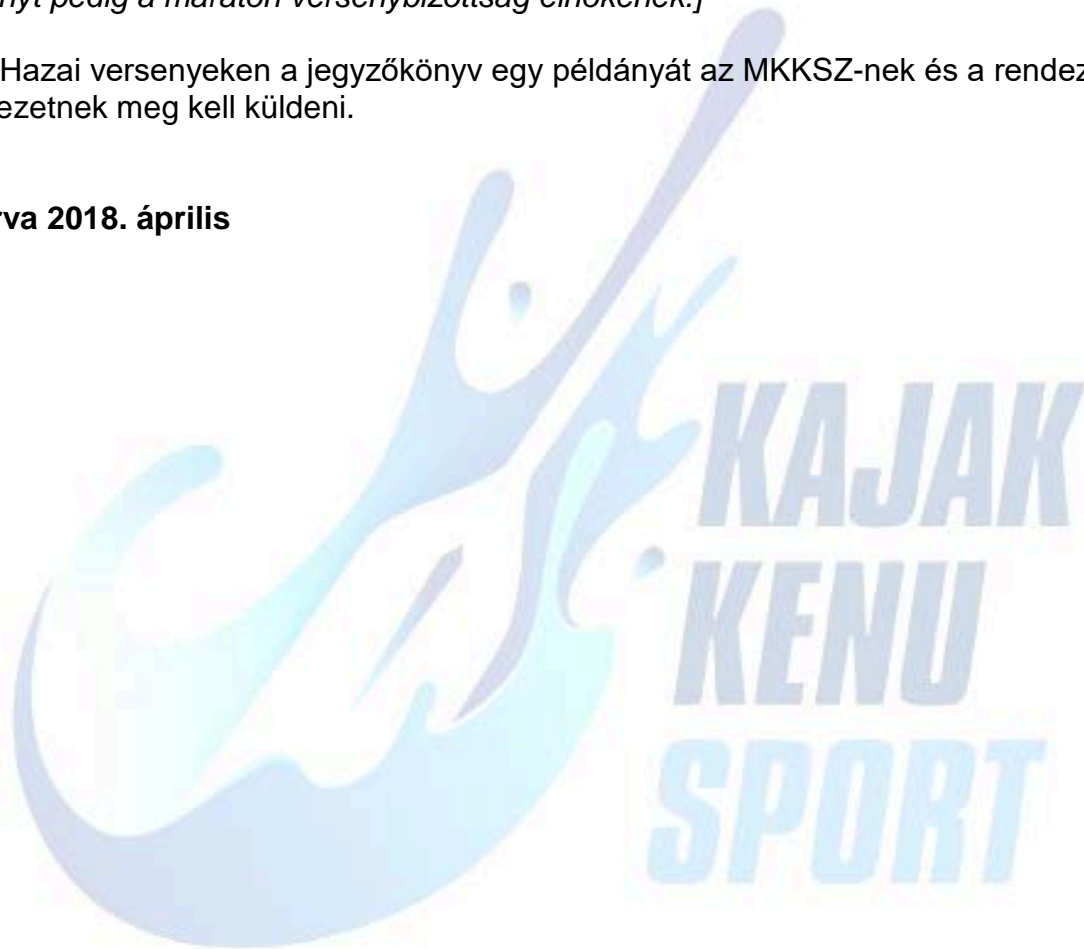 nyt pedig a maraton versenybizottság elnökének.]
Hazai versenyeken a jegyzőkönyv egy példányát az MKKSZ-nek és a rendez
ezetnek meg kell küldeni.
rva 2018. április
KAJAK
KENU
SPORT